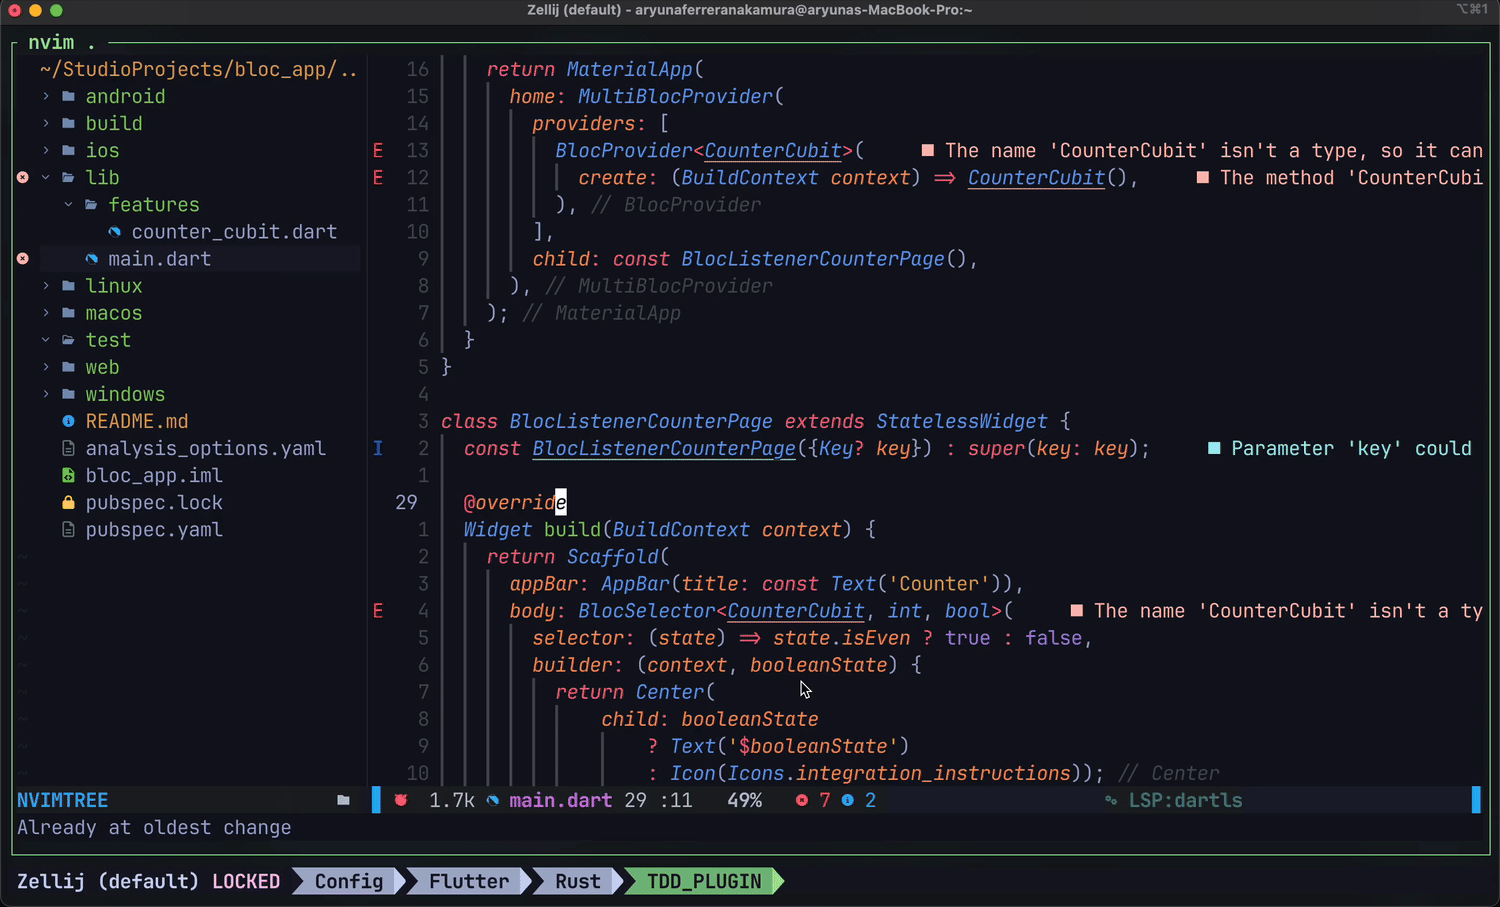 Zellij (default) - aryunaferreranakamura@aryunas-MacBook-Pro:~
⌥⌘1
nvim .
~/StudioProjects/bloc_app/..
android
build
ios
lib
features
counter_cubit.dart
main.dart
linux
macos
test
web
windows
README.md
analysis_options.yaml
bloc_app.iml
pubspec.lock
pubspec.yaml
16 return MaterialApp(
15 home: MultiBlocProvider(
14 providers: [
E 13 BlocProvider<CounterCubit>( ■ The name 'CounterCubit' isn't a type, so it can
E 12 create: (BuildContext context) => CounterCubit(), ■ The method 'CounterCubi
11 ), // BlocProvider
10 ],
9 child: const BlocListenerCounterPage(),
8 ), // MultiBlocProvider
7 ); // MaterialApp
6 }
5 }
4
3 class BlocListenerCounterPage extends StatelessWidget {
I 2 const BlocListenerCounterPage({Key? key}) : super(key: key); ■ Parameter 'key' could
1
29 @override
1 Widget build(BuildContext context) {
2 return Scaffold(
3 appBar: AppBar(title: const Text('Counter')),
E 4 body: BlocSelector<CounterCubit, int, bool>( ■ The name 'CounterCubit' isn't a ty
5 selector: (state) => state.isEven ? true : false,
6 builder: (context, booleanState) {
7 return Center(
8 child: booleanState
9 ? Text('$booleanState')
10 : Icon(Icons.integration_instructions)); // Center
NVIMTREE 1.7k main.dart 29 :11 49% 7 2 LSP:dartls
Already at oldest change
Zellij (default) LOCKED Config Flutter Rust TDD_PLUGIN